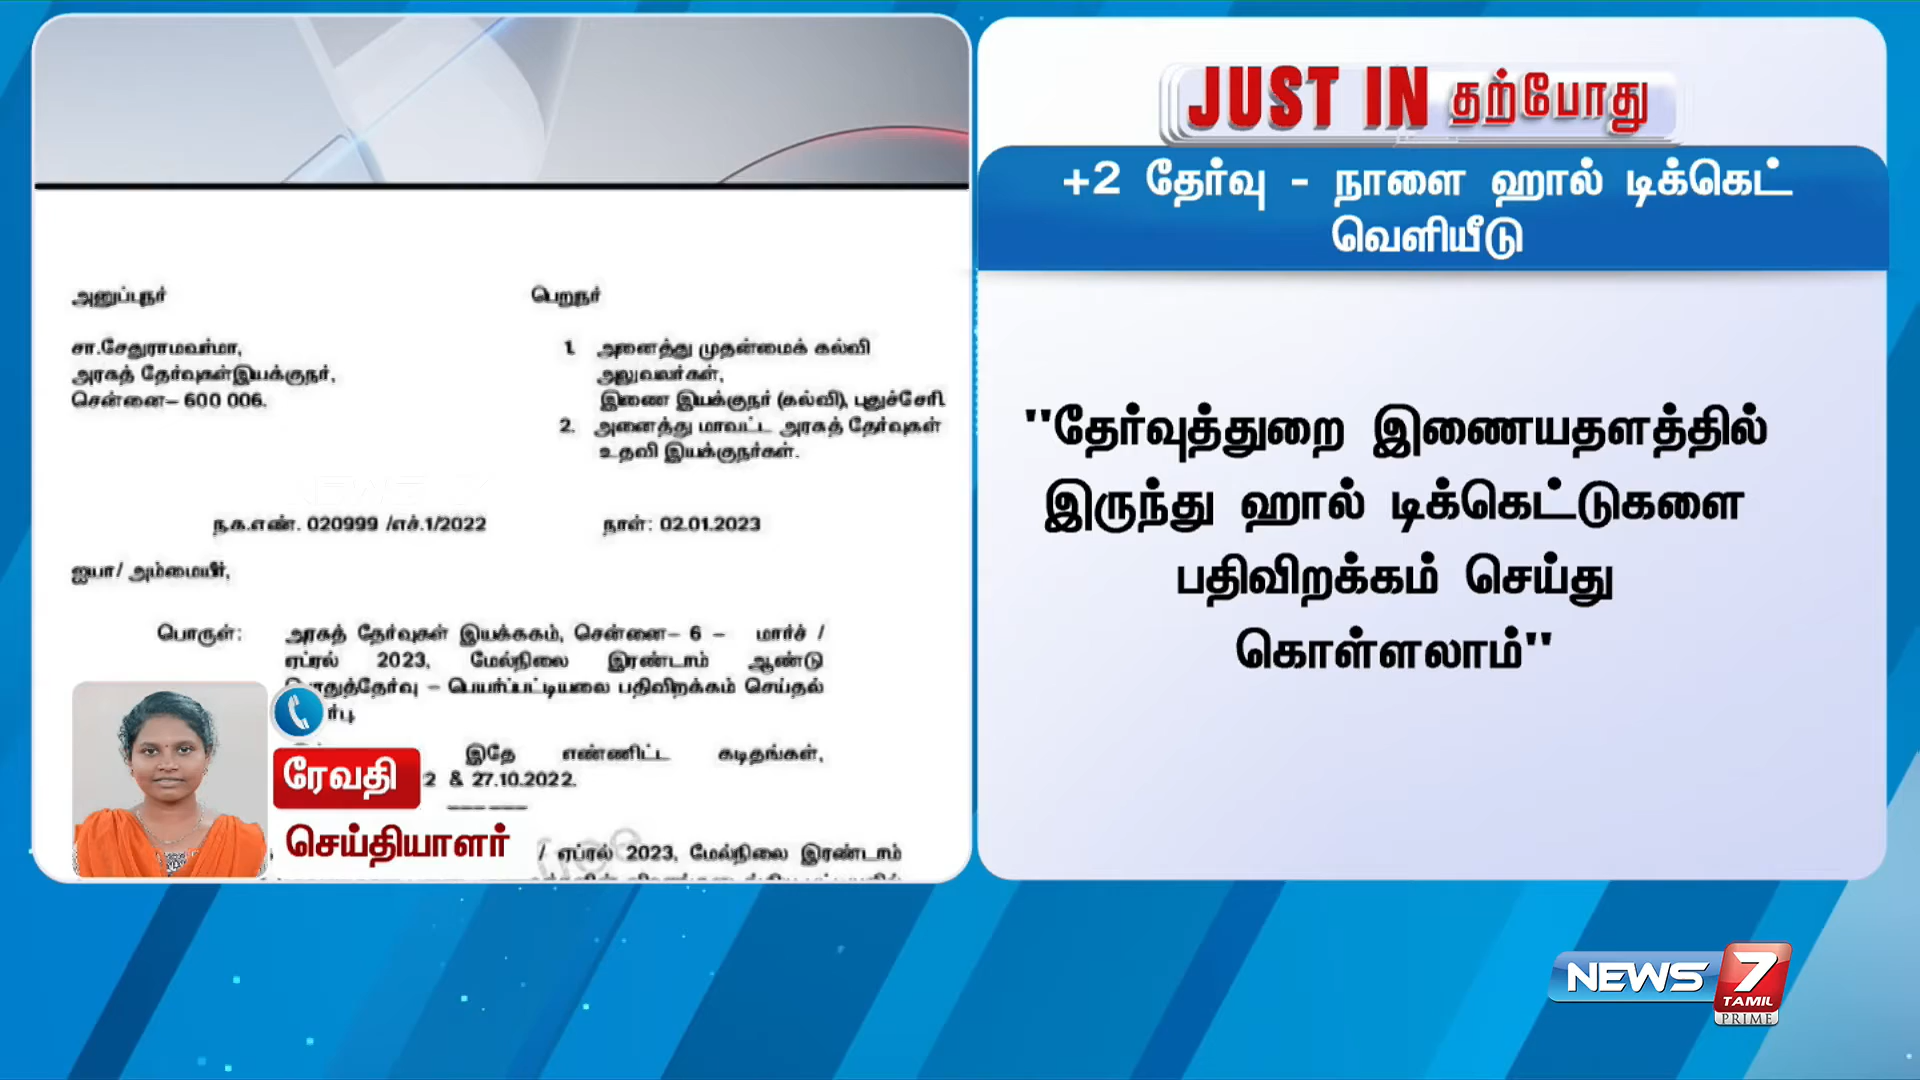 அனுப்புநர்
சா.சேதுராமவர்மா,
அரசுத் தேர்வுகள்இயக்குநர்,
சென்னை– 600 006.
பெறுநர்
1. அனைத்து முதன்மைக் கல்வி
அலுவலர்கள்,
இணை இயக்குநர் (கல்வி), புதுச்சேரி.
2. அனைத்து மாவட்ட அரசுத் தேர்வுகள்
உதவி இயக்குநர்கள்.
ந.க.எண். 020999 /எச்.1/2022 நாள்: 02.01.2023
ஐயா/ அம்மையீர்,
பொருள்: அரசுத் தேர்வுகள் இயக்ககம், சென்னை– 6 – மார்ச் /
ஏப்ரல் 2023, மேல்நிலை இரண்டாம் ஆண்டு
பொதுத்தேர்வு – பெயர்ப்பட்டியலை பதிவிறக்கம் செய்தல்
இதே எண்ணிட்ட கடிதங்கள்,
2 & 27.10.2022.
/ ஏப்ரல் 2023, மேல்நிலை இரண்டாம்
ரேவதி
செய்தியாளர்
JUST IN தற்போது
+2 தேர்வு - நாளை ஹால் டிக்கெட்
வெளியீடு
"தேர்வுத்துறை இணையதளத்தில்
இருந்து ஹால் டிக்கெட்டுகளை
பதிவிறக்கம் செய்து
கொள்ளலாம்"
NEWS 7
TAMIL
PRIME